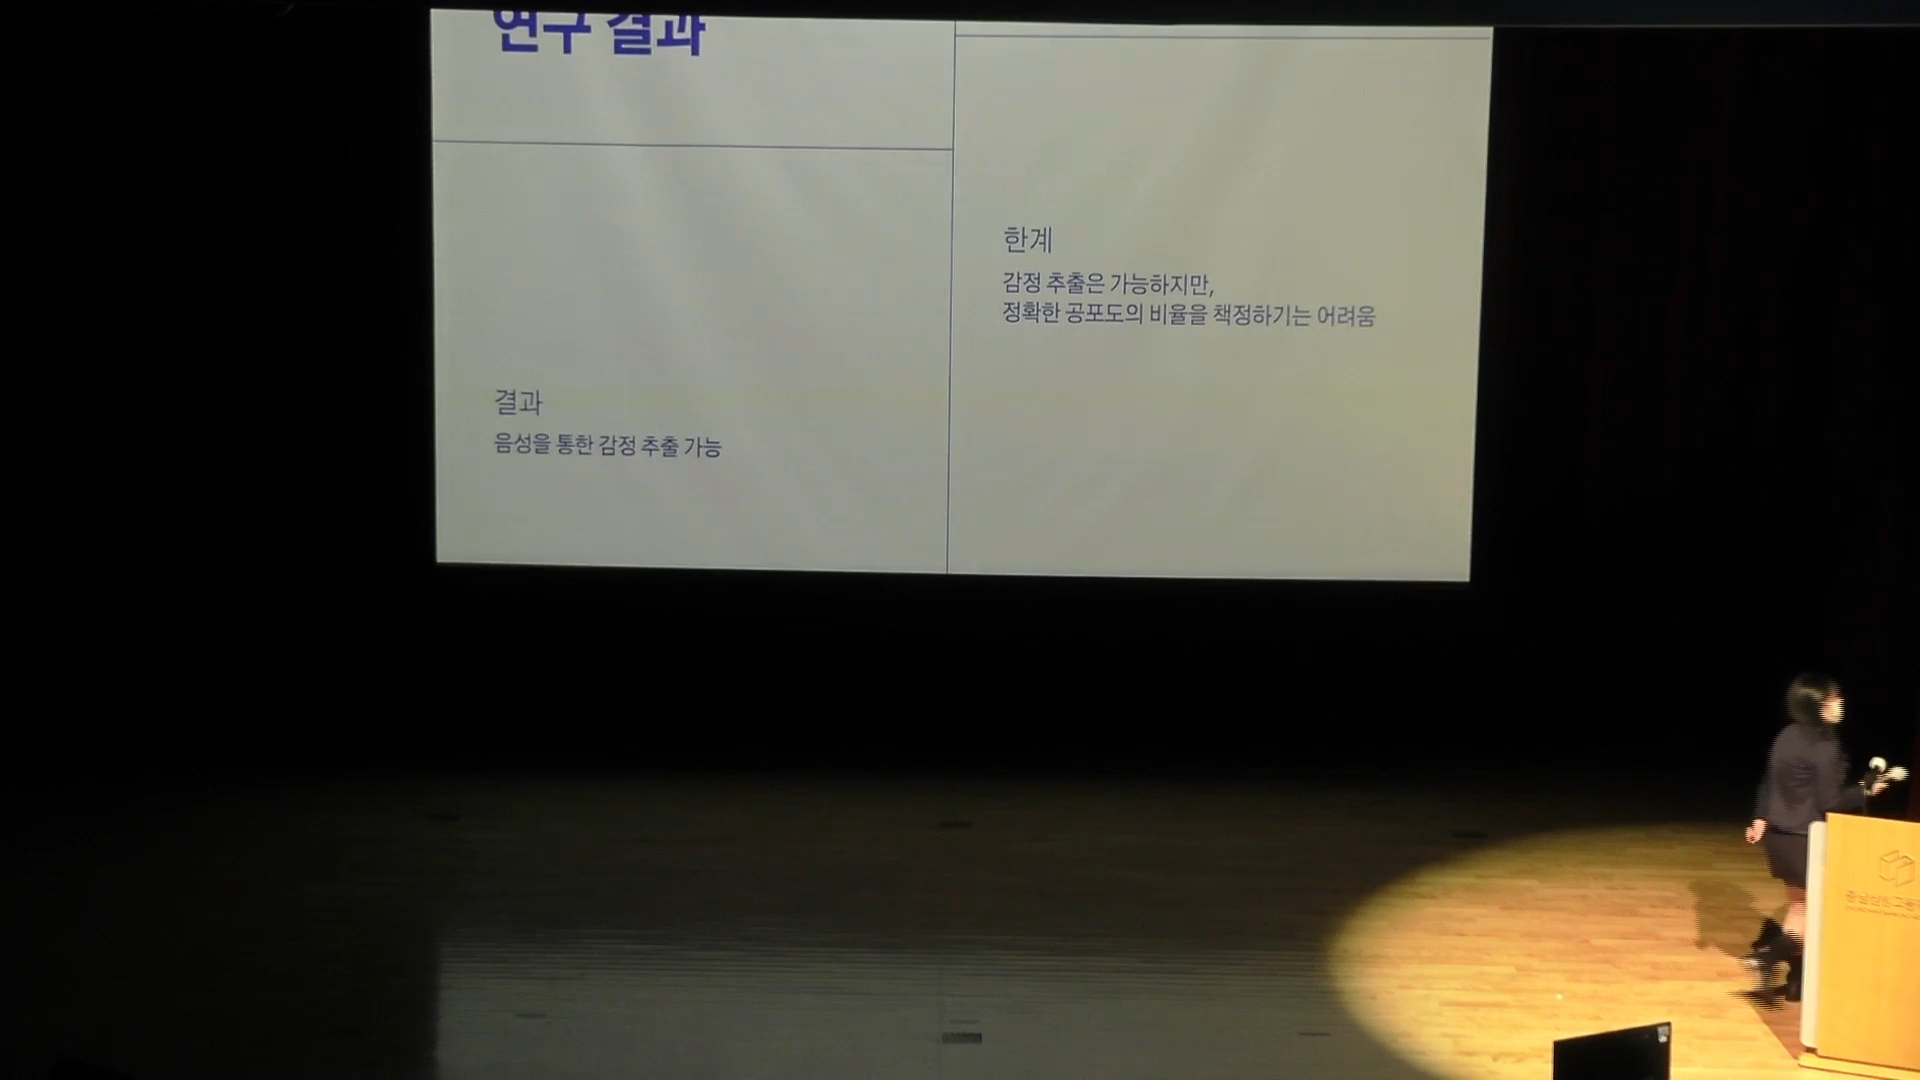 연구 결과
결과
음성을 통한 감정 추출 가능
한계
감정 추출은 가능하지만,
정확한 공포도의 비율을 책정하기는 어려움